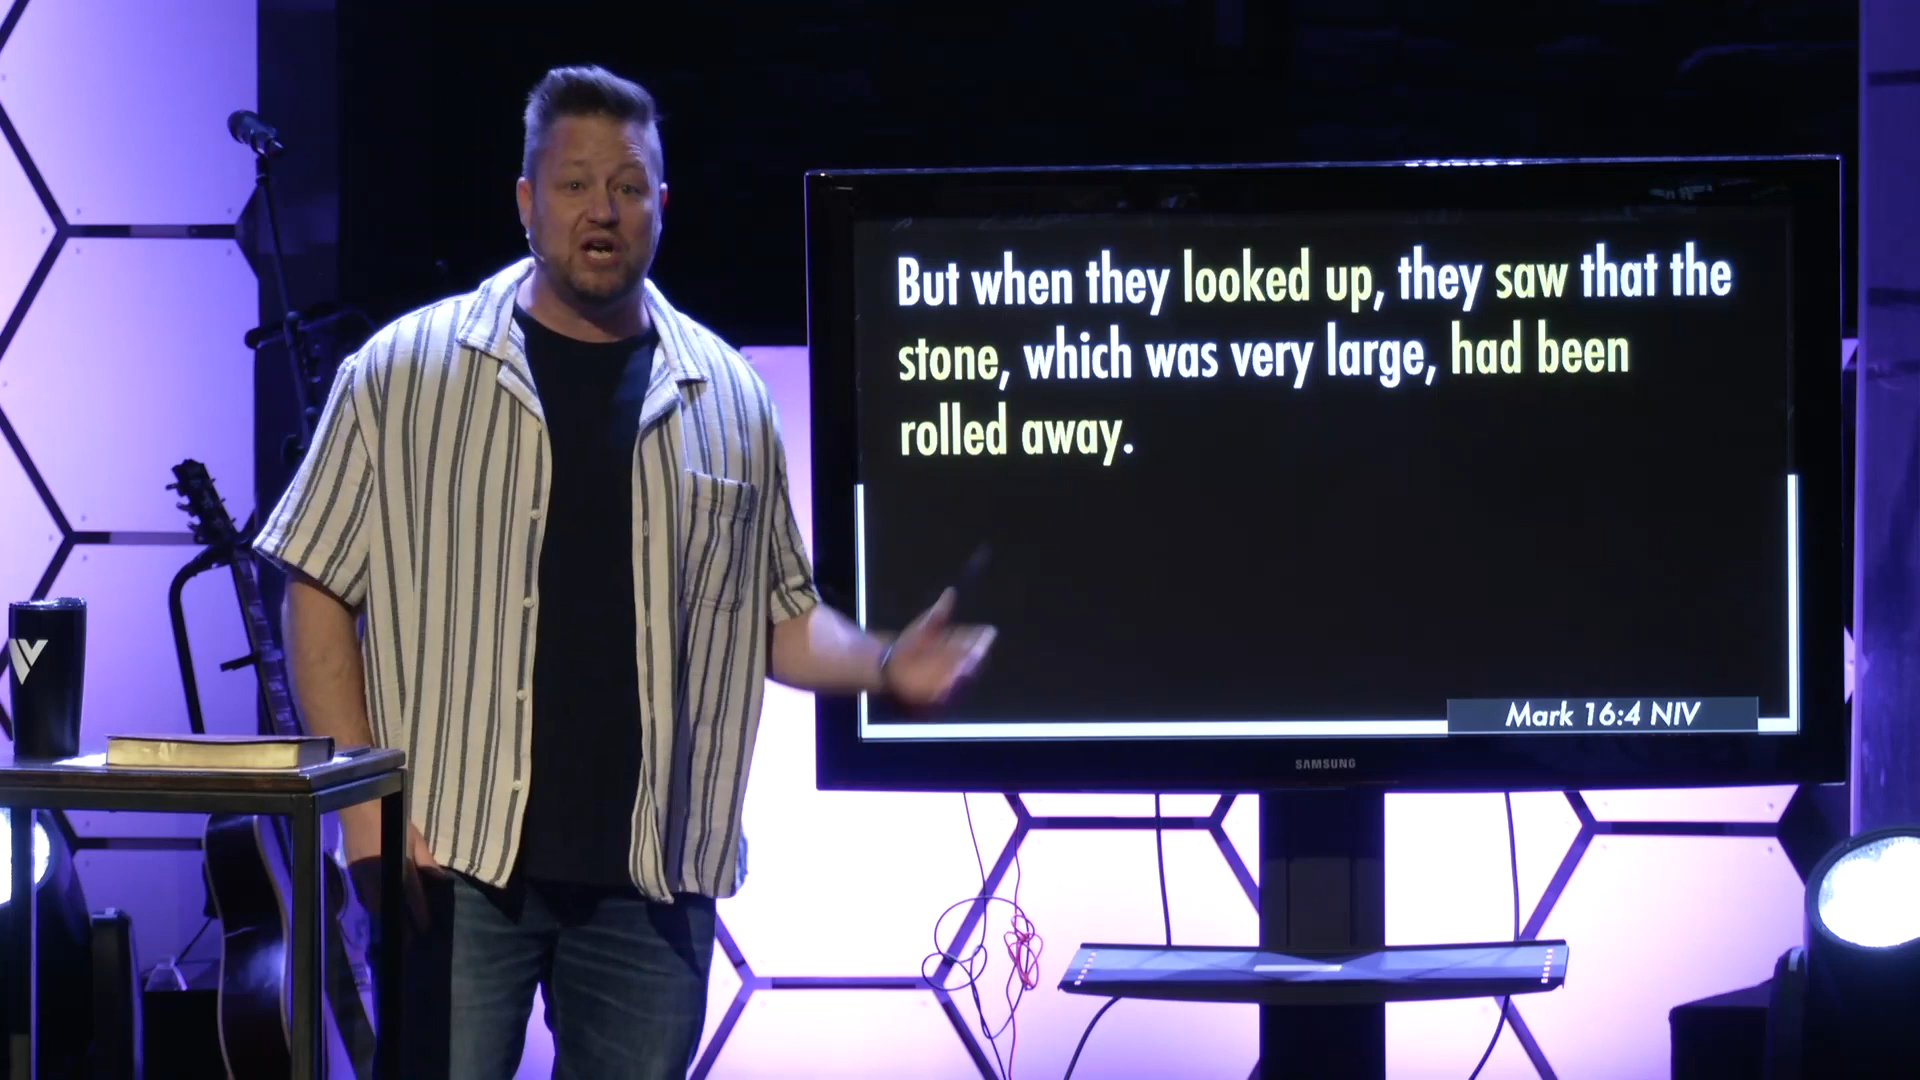 But when they looked up, they saw that the
stone, which was very large, had been
rolled away.
Mark 16:4 NIV
SAMSUNG